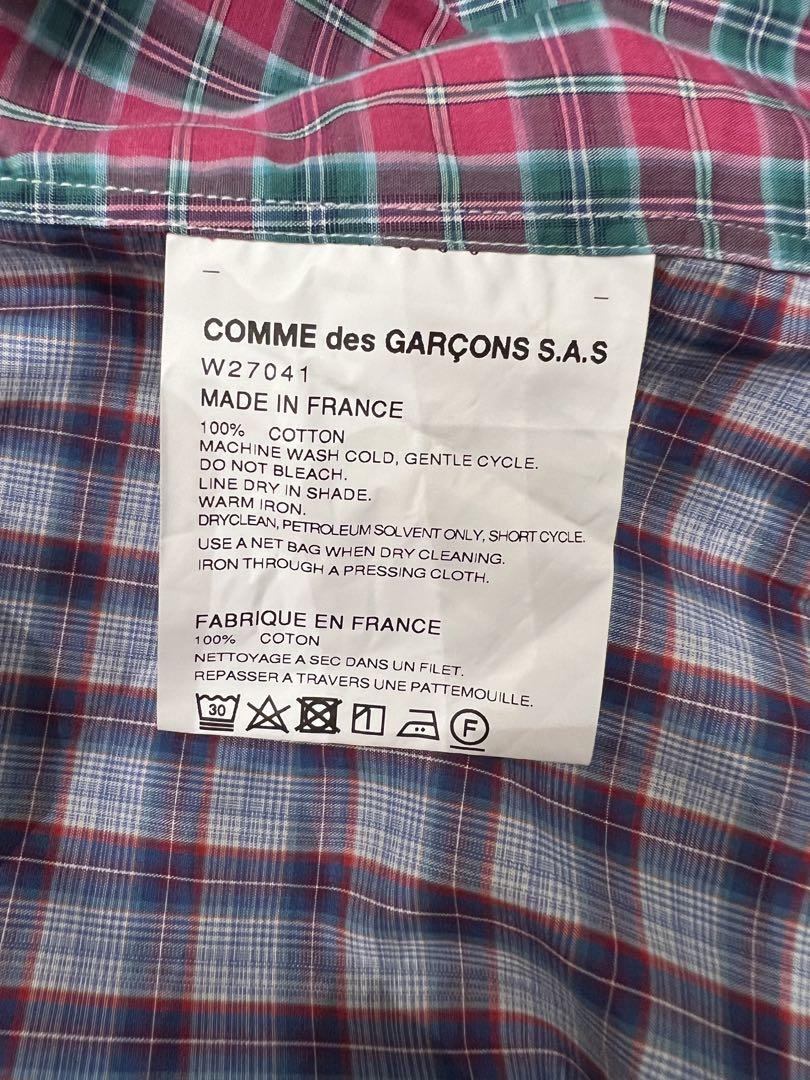 COMME des GARÇONS S.A.S
W27041
MADE IN FRANCE
100% COTTON
MACHINE WASH COLD, GENTLE CYCLE.
DO NOT BLEACH.
LINE DRY IN SHADE.
WARM IRON.
DRYCLEAN, PETROLEUM SOLVENT ONLY, SHORT CYCLE.
USE A NET BAG WHEN DRY CLEANING.
IRON THROUGH A PRESSING CLOTH.
FABRIQUE EN FRANCE
100% COTON
NETTOYAGE A SEC DANS UN FILET.
REPASSER A TRAVERS UNE PATTEMOUILLE.
30 F